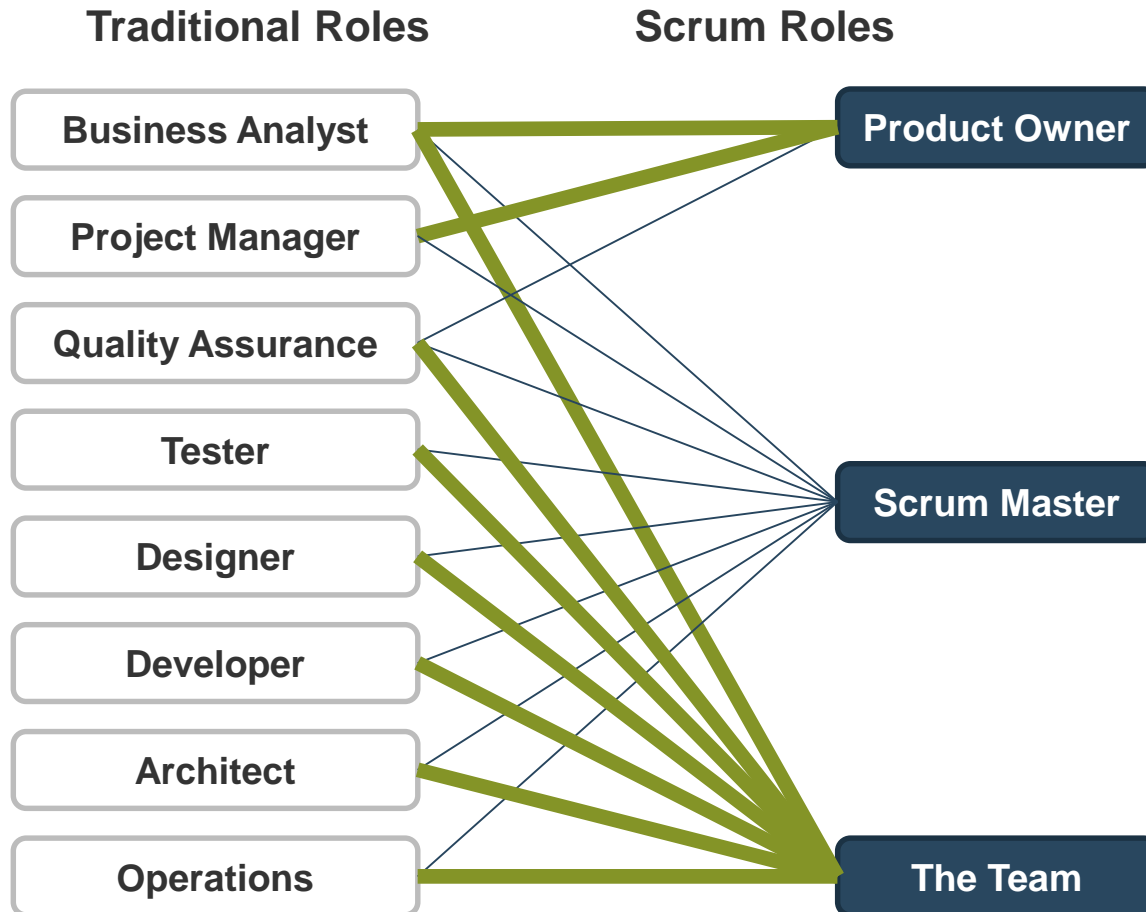 Traditional Roles
Scrum Roles
Business Analyst
Product Owner
Project Manager
Quality Assurance
Tester
Scrum Master
Designer
Developer
Architect
Operations
The Team